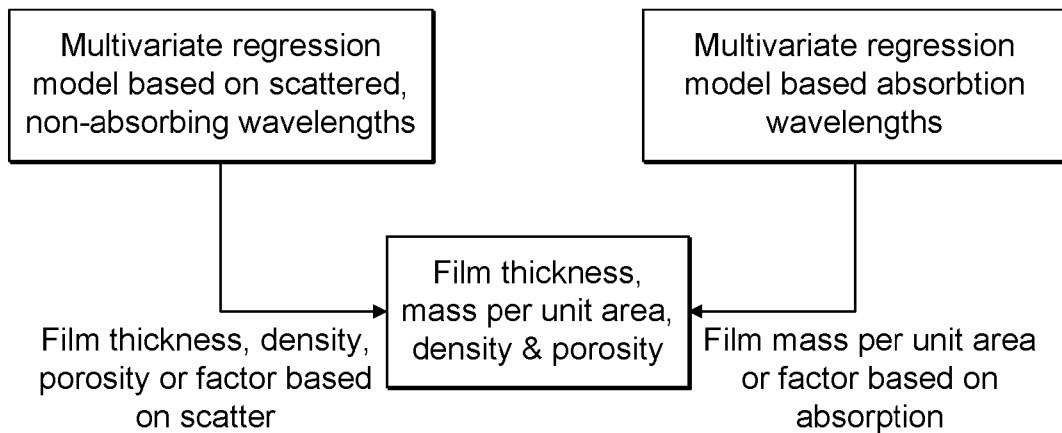 Multivariate regression
model based on scattered,
non-absorbing wavelengths
Multivariate regression
model based absorbtion
wavelengths
Film thickness,
mass per unit area,
density & porosity
Film thickness, density,
porosity or factor based
on scatter
Film mass per unit area
or factor based on
absorption